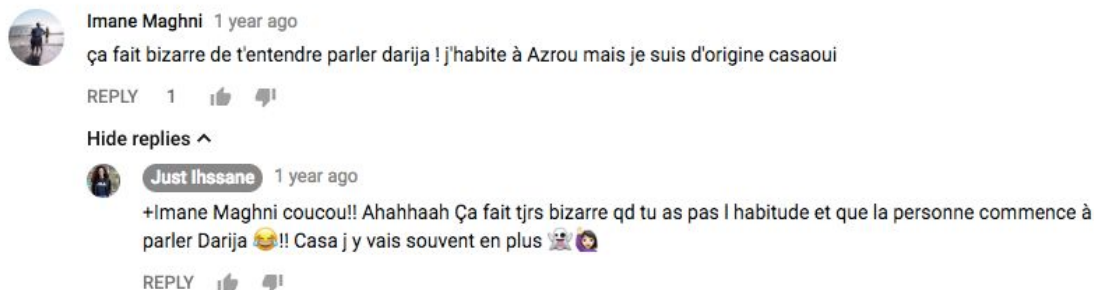 Imane Maghni 1 year ago
ça fait bizarre de t'entendre parler darija ! j'habite à Azrou mais je suis d'origine casaoui
REPLY 1
Hide replies
Just Ihssane 1 year ago
+Imane Maghni coucou!! Ahahhaah Ça fait tjrs bizarre qd tu as pas l habitude et que la personne commence à
parler Darija 😂!! Casa j y vais souvent en plus 👻🙋🏻‍♀️
REPLY